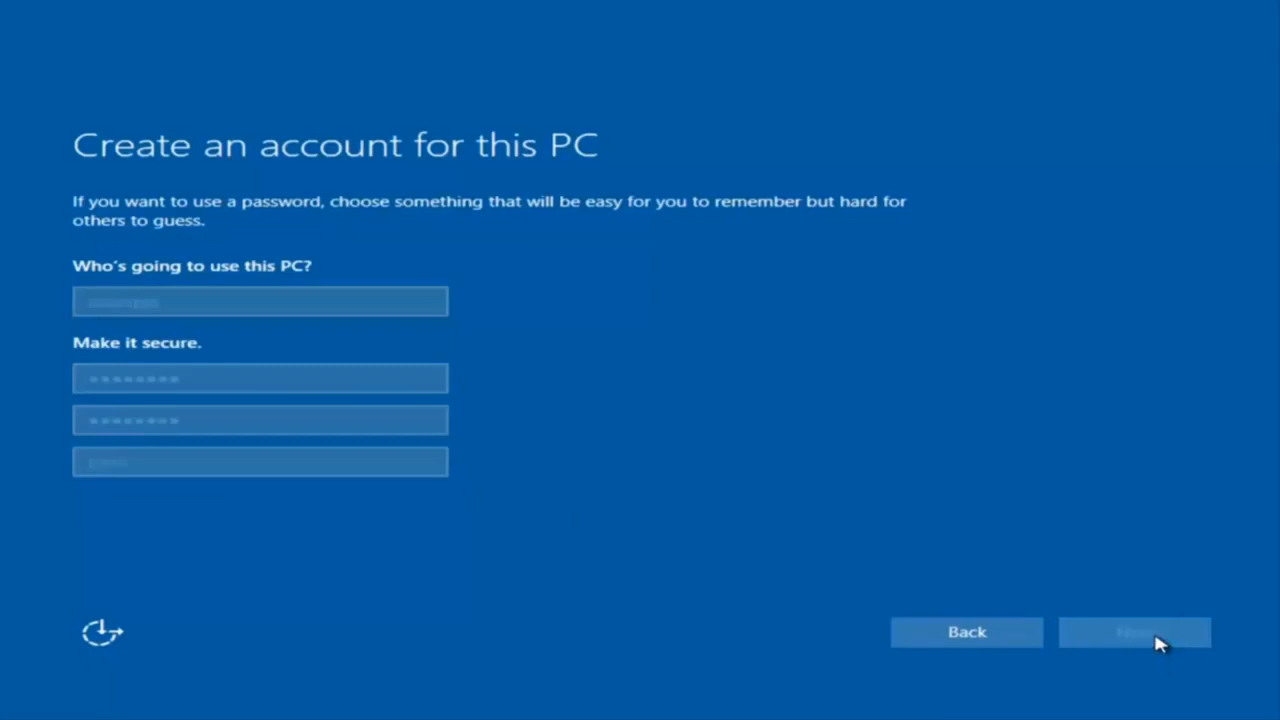 Create an account for this PC
If you want to use a password, choose something that will be easy for you to remember but hard for
others to guess.
Who's going to use this PC?
Make it secure.
Back